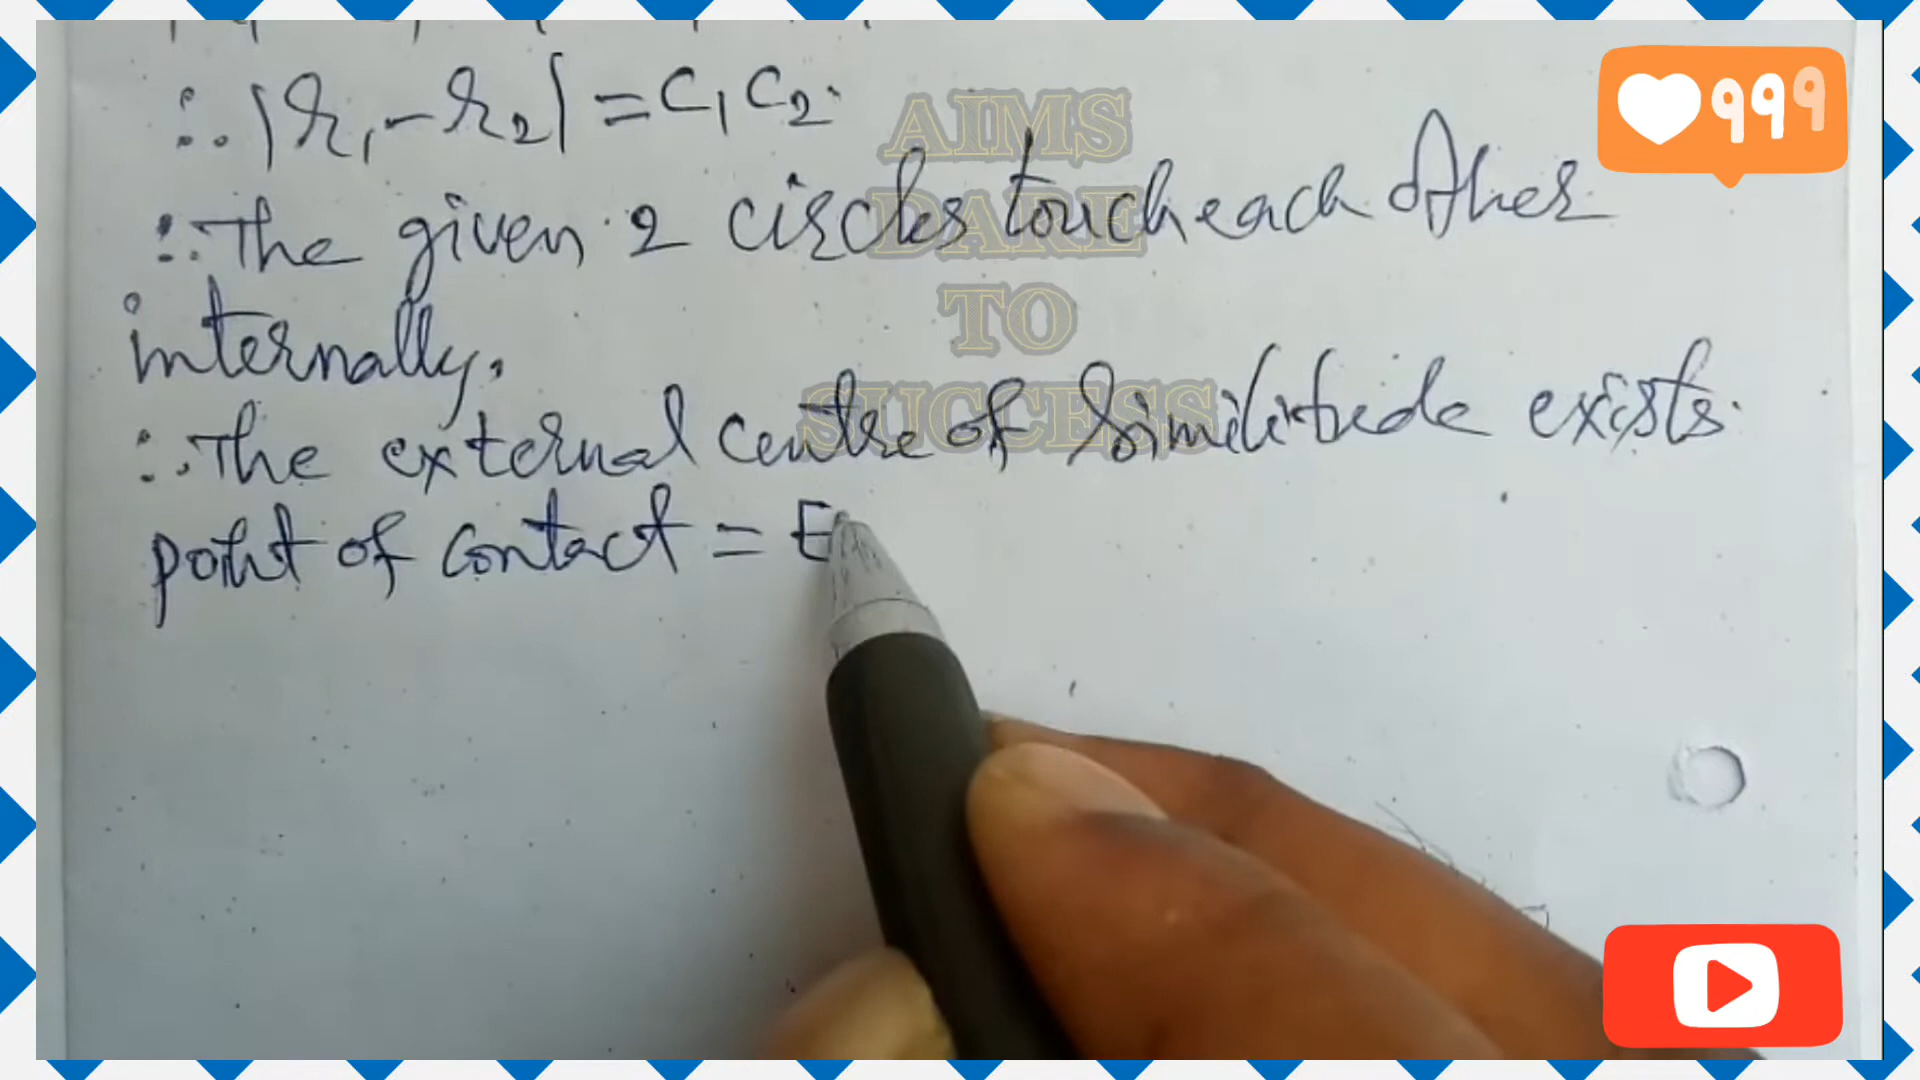 ∴ |r₁-r₂| = C₁C₂.
999
∴ The given 2 circles touch each other
internally.
∴ The external centre of similitude exists.
point of contact = E
AIMS
DARE
TO
SUCCESS